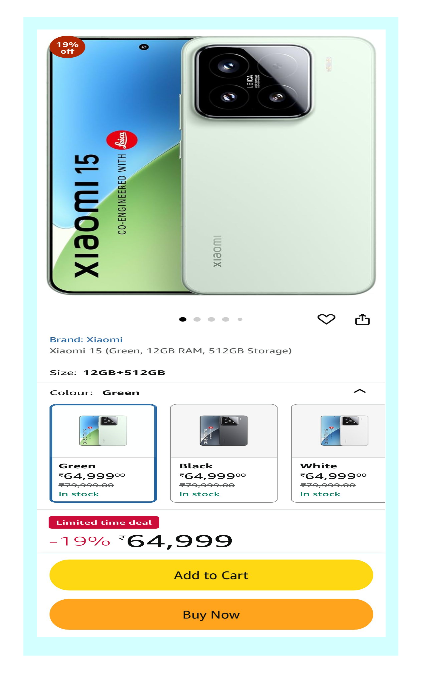 19%
off
xiaomi 15
CO-ENGINEERED WITH Leica
LEICA
xiaomi
Brand: Xiaomi
Xiaomi 15 (Green, 12GB RAM, 512GB Storage)
Size: 12GB+512GB
Colour: Green
Green
₹64,999⁰⁰
₹79,999.00
In stock
Black
₹64,999⁰⁰
₹79,999.00
In stock
White
₹64,999⁰⁰
₹79,999.00
In stock
Limited time deal
-19% ₹64,999
Add to Cart
Buy Now